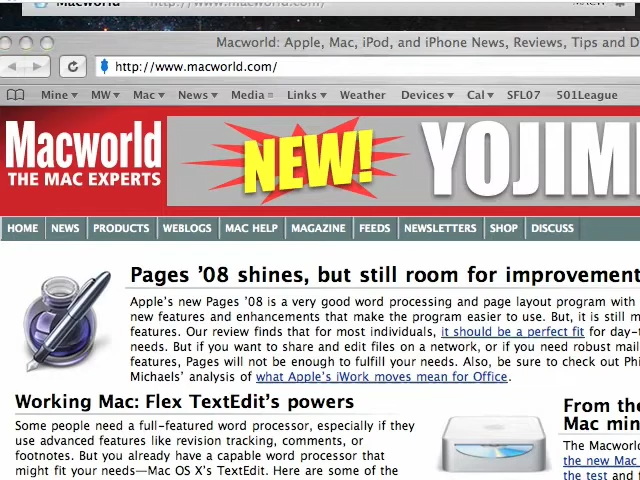 Macworld
http://www.macworld.com/
Macworld: Apple, Mac, iPod, and iPhone News, Reviews, Tips and D
http://www.macworld.com/
Mine MW Mac News Media Links Weather Devices Cal SFL07 501League
Macworld
THE MAC EXPERTS
NEW!
YOJIM
HOME NEWS PRODUCTS WEBLOGS MAC HELP MAGAZINE FEEDS NEWSLETTERS SHOP DISCUSS
Pages ’08 shines, but still room for improvement
Apple’s new Pages ’08 is a very good word processing and page layout program with
new features and enhancements that make the program easier to use. But, it is still m
features. Our review finds that for most individuals, it should be a perfect fit for day-t
needs. But if you want to share and edit files on a network, or if you need robust mail
features, Pages will not be enough to fulfill your needs. Also, be sure to check out Phi
Michaels’ analysis of what Apple’s iWork moves mean for Office.
Working Mac: Flex TextEdit’s powers
Some people need a full-featured word processor, especially if they
use advanced features like revision tracking, comments, or
footnotes. But you already have a capable word processor that
might fit your needs—Mac OS X’s TextEdit. Here are some of the
From the
Mac min
The Macworld
the new Mac
the test and f